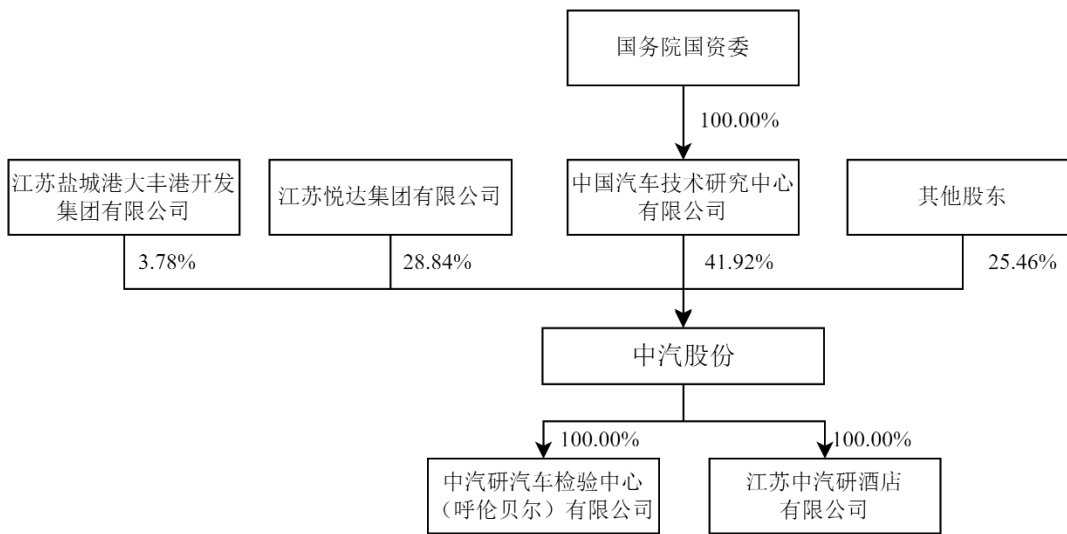 国务院国资委
100.00%
江苏盐城港大丰港开发
集团有限公司
江苏悦达集团有限公司
中国汽车技术研究中心
有限公司
其他股东
3.78%
28.84%
41.92%
25.46%
中汽股份
100.00%
100.00%
中汽研汽车检验中心
（呼伦贝尔）有限公司
江苏中汽研酒店
有限公司